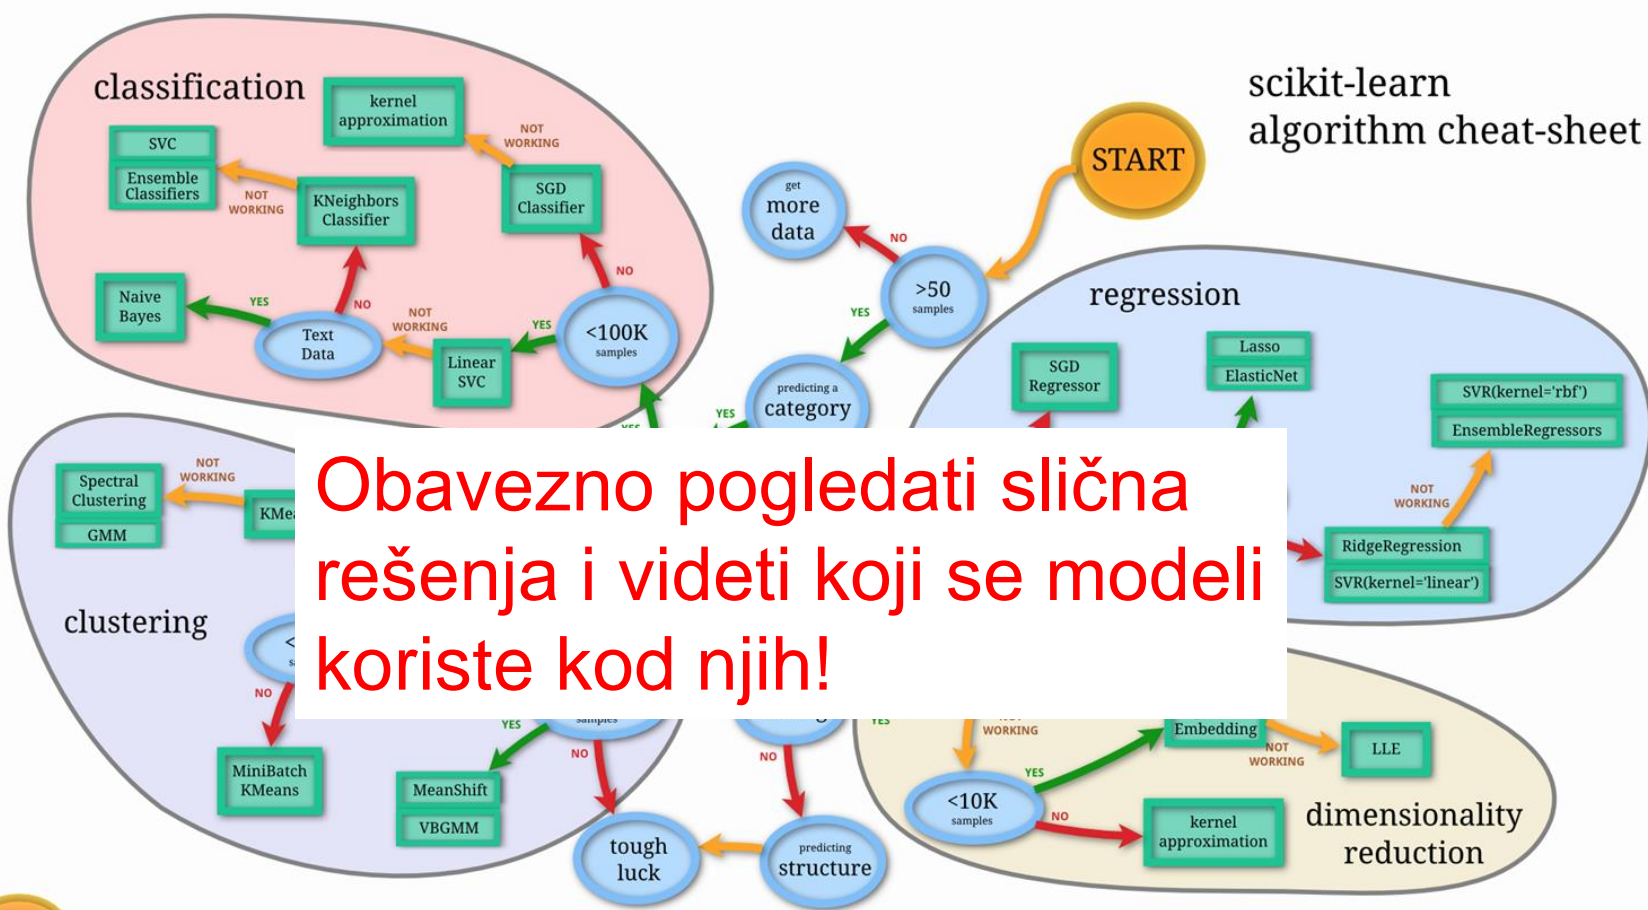 scikit-learn
algorithm cheat-sheet
START
classification
kernel
approximation
NOT
WORKING
SVC
Ensemble
Classifiers
NOT
WORKING
KNeighbors
Classifier
SGD
Classifier
NO
Naive
Bayes
YES
NO
Text
Data
NOT
WORKING
Linear
SVC
YES
<100K
samples
get
more
data
NO
>50
samples
YES
predicting a
category
YES
YES
regression
SGD
Regressor
Lasso
ElasticNet
SVR(kernel='rbf')
EnsembleRegressors
NOT
WORKING
RidgeRegression
SVR(kernel='linear')
Obavezno pogledati slična
rešenja i videti koji se modeli
koriste kod njih!
Spectral
Clustering
GMM
NOT
WORKING
clustering
NO
MiniBatch
KMeans
YES
samples
MeanShift
VBGMM
NO
tough
luck
NO
predicting
structure
YES
WORKING
<10K
samples
YES
NO
Embedding
NOT
WORKING
LLE
kernel
approximation
dimensionality
reduction